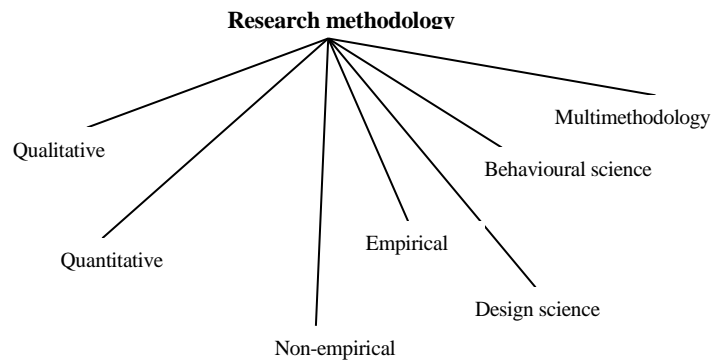 Research methodology
Multimethodology
Qualitative
Behavioural science
Empirical
Quantitative
Design science
Non-empirical